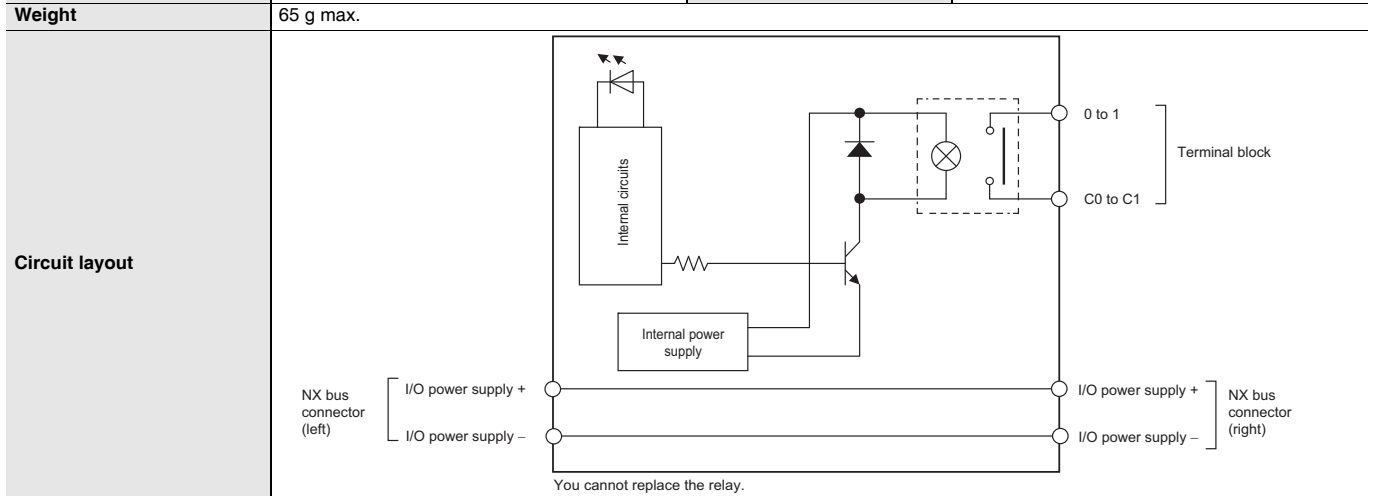 Weight
65 g max.
Circuit layout
Internal circuits
Internal power
supply
0 to 1
C0 to C1
Terminal block
NX bus
connector
(left)
I/O power supply +
I/O power supply –
I/O power supply +
I/O power supply –
NX bus
connector
(right)
You cannot replace the relay.